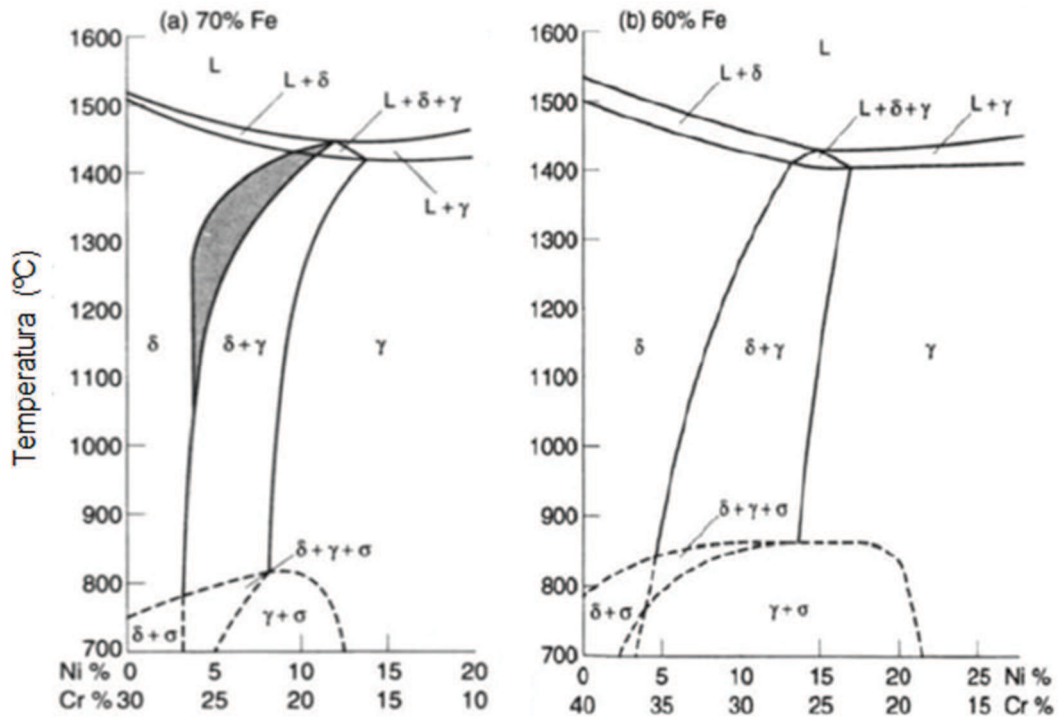 (a) 70% Fe
1600
1500
1400
1300
1200
1100
1000
900
800
700
Temperatura (ºC)
L
L + δ
L + δ + γ
L + γ
δ
δ + γ
γ
δ + γ + σ
δ + σ
γ + σ
Ni % 0 5 10 15 20
Cr % 30 25 20 15 10
(b) 60% Fe
1600
1500
1400
1300
1200
1100
1000
900
800
700
L
L + δ
L + δ + γ
L + γ
δ
δ + γ
γ
δ + γ + σ
δ + σ
γ + σ
0 5 10 15 20 25 Ni %
40 35 30 25 20 15 Cr %